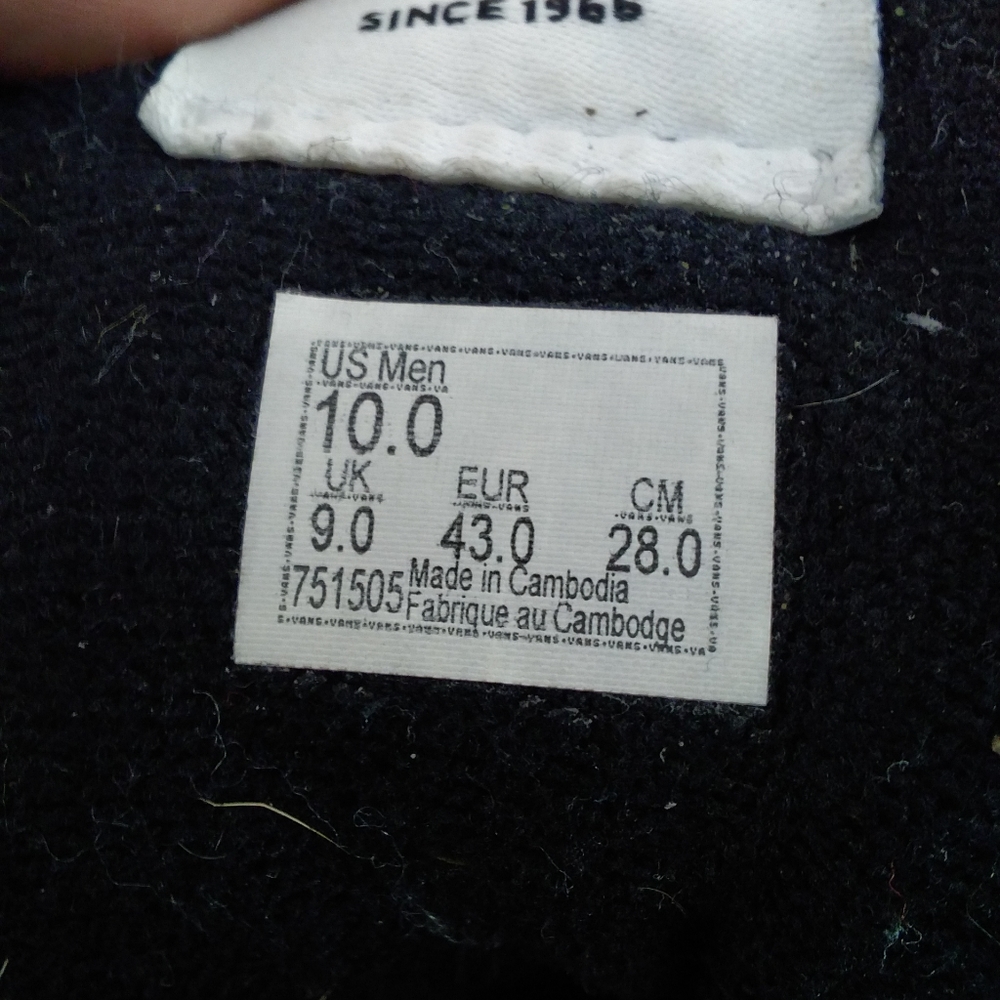 SINCE 1966
US Men
10.0
UK EUR CM
9.0 43.0 28.0
751505 Made in Cambodia
Fabrique au Cambodge